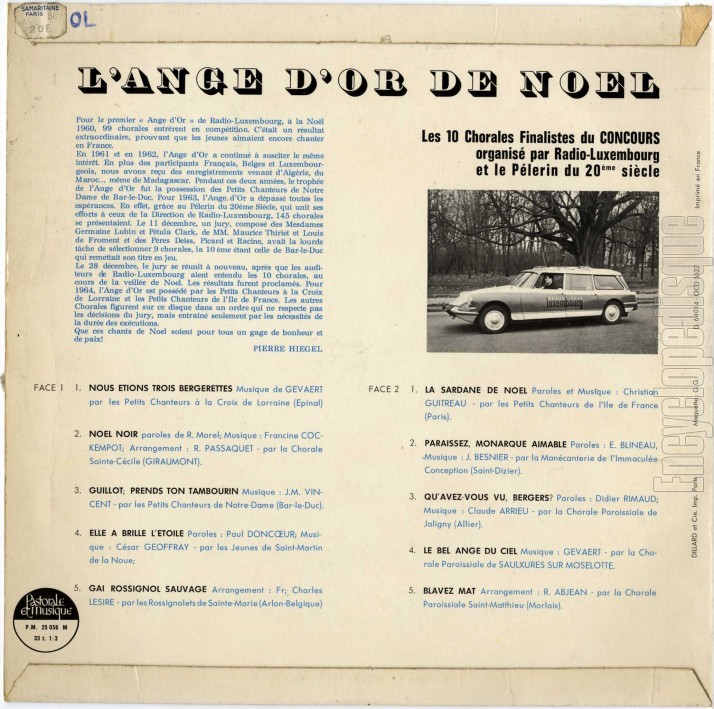 SAMARITAINE
PARIS
20F
OL
L'ANGE D'OR DE NOEL
Pour le premier « Ange d'Or » de Radio-Luxembourg, à la Noël
1960, 99 chorales entrèrent en compétition. C'était un résultat
extraordinaire, prouvant que les jeunes aimaient encore chanter
en France.
En 1961 et en 1962, l'Ange d'Or a continué à susciter le même
intérêt. En plus des participants Français, Belges et Luxembour-
geois, nous avons reçu des enregistrements venant d'Algérie, du
Maroc... même de Madagascar. Pendant ces deux années, le trophée
de l'Ange d'Or fut la possession des Petits Chanteurs de Notre
Dame de Bar-le-Duc. Pour 1963, l'Ange d'Or a dépassé toutes les
espérances. En effet, grâce au Pélerin du 20ème Siècle, qui unit ses
efforts à ceux de la Direction de Radio-Luxembourg, 145 chorales
se présentaient. Le 11 décembre, un jury, composé des Mesdames
Germaine Lubin et Pétula Clark, de MM. Maurice Thiriet et Louis
de Froment et des Pères Deiss, Picard et Racine, avait la lourde
tâche de sélectionner 9 chorales, la 10 ème étant celle de Bar-le-Duc
qui remettait son titre en jeu.
Le 28 décembre, le jury se réunit à nouveau, après que les audi-
teurs de Radio-Luxembourg aient entendu les 10 chorales, au
cours de la veillée de Noel. Les résultats furent proclamés. Pour
1964, l'Ange d'Or est possédé par les Petits Chanteurs à la Croix
de Lorraine et les Petits Chanteurs de l'Ile de France. Les autres
Chorales figurent sur ce disque dans un ordre qui ne respecte pas
les décisions du jury, mais entrainé seulement par les nécessités de
la durée des exécutions.
Que ces chants de Noel soient pour tous un gage de bonheur et
de paix!
PIERRE HIEGEL
Les 10 Chorales Finalistes du CONCOURS
organisé par Radio-Luxembourg
et le Pélerin du 20ème siècle
luxembourg
FACE 1 1. NOUS ETIONS TROIS BERGERETTES Musique de GEVAERT
par les Petits Chanteurs à la Croix de Lorraine (Epinal)
2. NOEL NOIR paroles de R. Morel; Musique : Francine COC-
KEMPOT; Arrangement : R. PASSAQUET - par la Chorale
Sainte-Cécile (GIRAUMONT).
3. GUILLOT; PRENDS TON TAMBOURIN Musique : J.M. VIN-
CENT - par les Petits Chanteurs de Notre-Dame (Bar-le-Duc).
4. ELLE A BRILLE L'ETOILE Paroles : Paul DONCŒUR; Musi-
que : César GEOFFRAY - par les Jeunes de Saint-Martin
de la Noue;
5. GAI ROSSIGNOL SAUVAGE Arrangement : Fr; Charles
LESIRE - par les Rossignolets de Sainte-Marie (Arlon-Belgique)
FACE 2 1. LA SARDANE DE NOEL Paroles et Musique : Christian
GUITREAU - par les Petits Chanteurs de l'Ile de France
(Paris).
2. PARAISSEZ, MONARQUE AIMABLE Paroles : E. BLINEAU,
Musique : J. BESNIER - par la Manécanterie de l'Immaculée
Conception (Saint-Dizier).
3. QU'AVEZ-VOUS VU, BERGERS? Paroles : Didier RIMAUD;
Musique : Claude ARRIEU - par la Chorale Paroissiale de
Jaligny (Allier).
4. LE BEL ANGE DU CIEL Musique : GEVAERT - par la Cho-
rale Paroissiale de SAULXURES SUR MOSELOTTE.
5. BLAVEZ MAT Arrangement : R. ABJEAN - par la Chorale
Paroissiale Saint-Matthieu (Morlaix).
Pastorale
et Musique
P.M. 25 056 M
33 t. 1/3
DILLARD et Cie. Imp. Paris Maquette : G.G.
Imprimé en France
Encyclopedisque